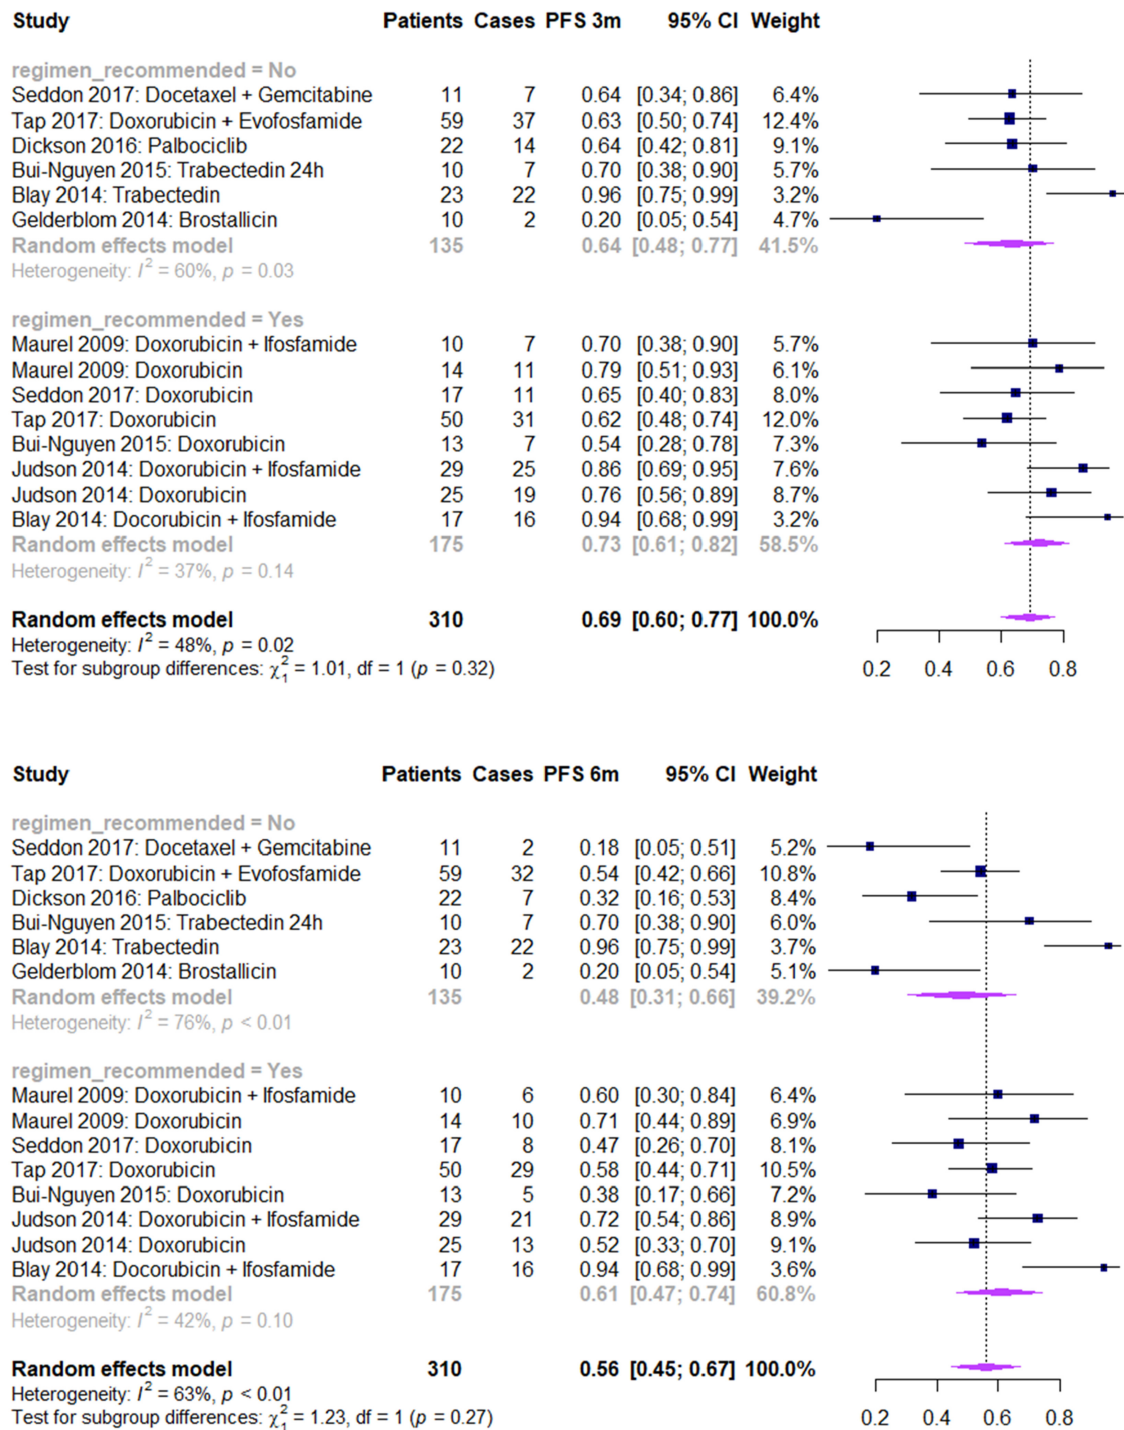 Study Patients Cases PFS 3m 95% CI Weight
regimen_recommended = No
Seddon 2017: Docetaxel + Gemcitabine 11 7 0.64 [0.34; 0.86] 6.4%
Tap 2017: Doxorubicin + Evofosfamide 59 37 0.63 [0.50; 0.74] 12.4%
Dickson 2016: Palbociclib 22 14 0.64 [0.42; 0.81] 9.1%
Bui-Nguyen 2015: Trabectedin 24h 10 7 0.70 [0.38; 0.90] 5.7%
Blay 2014: Trabectedin 23 22 0.96 [0.75; 0.99] 3.2%
Gelderblom 2014: Brostallicin 10 2 0.20 [0.05; 0.54] 4.7%
Random effects model 135 0.64 [0.48; 0.77] 41.5%
Heterogeneity: I² = 60%, p = 0.03
regimen_recommended = Yes
Maurel 2009: Doxorubicin + Ifosfamide 10 7 0.70 [0.38; 0.90] 5.7%
Maurel 2009: Doxorubicin 14 11 0.79 [0.51; 0.93] 6.1%
Seddon 2017: Doxorubicin 17 11 0.65 [0.40; 0.83] 8.0%
Tap 2017: Doxorubicin 50 31 0.62 [0.48; 0.74] 12.0%
Bui-Nguyen 2015: Doxorubicin 13 7 0.54 [0.28; 0.78] 7.3%
Judson 2014: Doxorubicin + Ifosfamide 29 25 0.86 [0.69; 0.95] 7.6%
Judson 2014: Doxorubicin 25 19 0.76 [0.56; 0.89] 8.7%
Blay 2014: Docorubicin + Ifosfamide 17 16 0.94 [0.68; 0.99] 3.2%
Random effects model 175 0.73 [0.61; 0.82] 58.5%
Heterogeneity: I² = 37%, p = 0.14
Random effects model 310 0.69 [0.60; 0.77] 100.0%
Heterogeneity: I² = 48%, p = 0.02
Test for subgroup differences: χ₁² = 1.01, df = 1 (p = 0.32)
0.2 0.4 0.6 0.8
Study Patients Cases PFS 6m 95% CI Weight
regimen_recommended = No
Seddon 2017: Docetaxel + Gemcitabine 11 2 0.18 [0.05; 0.51] 5.2%
Tap 2017: Doxorubicin + Evofosfamide 59 32 0.54 [0.42; 0.66] 10.8%
Dickson 2016: Palbociclib 22 7 0.32 [0.16; 0.53] 8.4%
Bui-Nguyen 2015: Trabectedin 24h 10 7 0.70 [0.38; 0.90] 6.0%
Blay 2014: Trabectedin 23 22 0.96 [0.75; 0.99] 3.7%
Gelderblom 2014: Brostallicin 10 2 0.20 [0.05; 0.54] 5.1%
Random effects model 135 0.48 [0.31; 0.66] 39.2%
Heterogeneity: I² = 76%, p < 0.01
regimen_recommended = Yes
Maurel 2009: Doxorubicin + Ifosfamide 10 6 0.60 [0.30; 0.84] 6.4%
Maurel 2009: Doxorubicin 14 10 0.71 [0.44; 0.89] 6.9%
Seddon 2017: Doxorubicin 17 8 0.47 [0.26; 0.70] 8.1%
Tap 2017: Doxorubicin 50 29 0.58 [0.44; 0.71] 10.5%
Bui-Nguyen 2015: Doxorubicin 13 5 0.38 [0.17; 0.66] 7.2%
Judson 2014: Doxorubicin + Ifosfamide 29 21 0.72 [0.54; 0.86] 8.9%
Judson 2014: Doxorubicin 25 13 0.52 [0.33; 0.70] 9.1%
Blay 2014: Docorubicin + Ifosfamide 17 16 0.94 [0.68; 0.99] 3.6%
Random effects model 175 0.61 [0.47; 0.74] 60.8%
Heterogeneity: I² = 42%, p = 0.10
Random effects model 310 0.56 [0.45; 0.67] 100.0%
Heterogeneity: I² = 63%, p < 0.01
Test for subgroup differences: χ₁² = 1.23, df = 1 (p = 0.27)
0.2 0.4 0.6 0.8